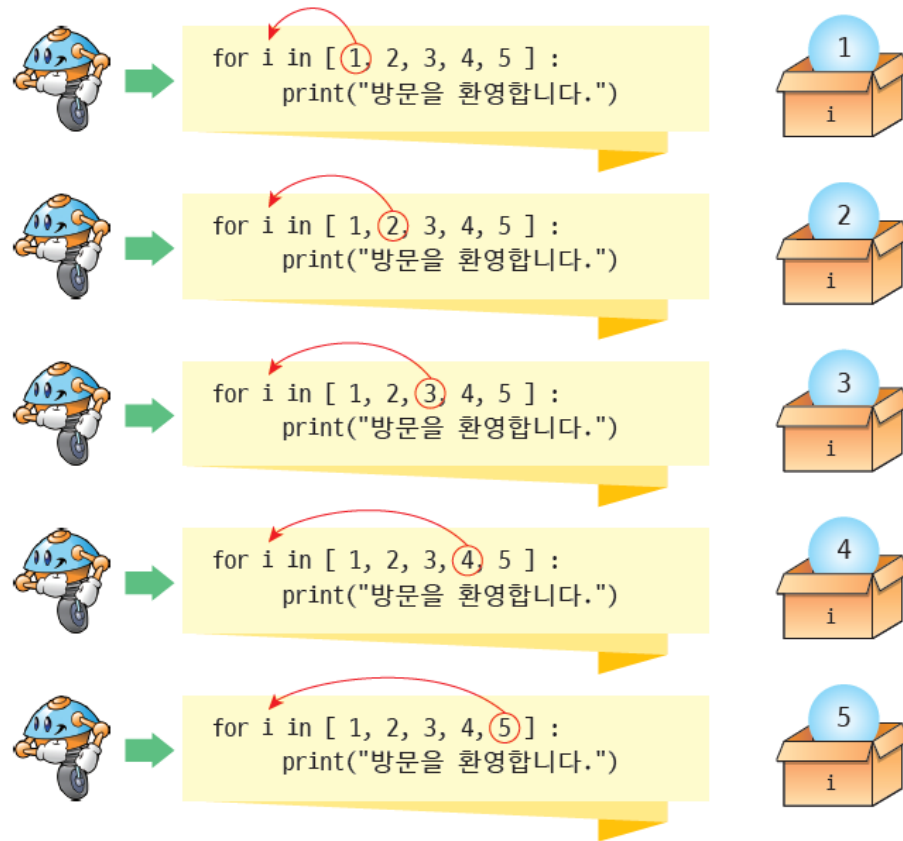 for i in [ 1, 2, 3, 4, 5 ] :
print("방문을 환영합니다.")
1
i
for i in [ 1, 2, 3, 4, 5 ] :
print("방문을 환영합니다.")
2
i
for i in [ 1, 2, 3, 4, 5 ] :
print("방문을 환영합니다.")
3
i
for i in [ 1, 2, 3, 4, 5 ] :
print("방문을 환영합니다.")
4
i
for i in [ 1, 2, 3, 4, 5 ] :
print("방문을 환영합니다.")
5
i